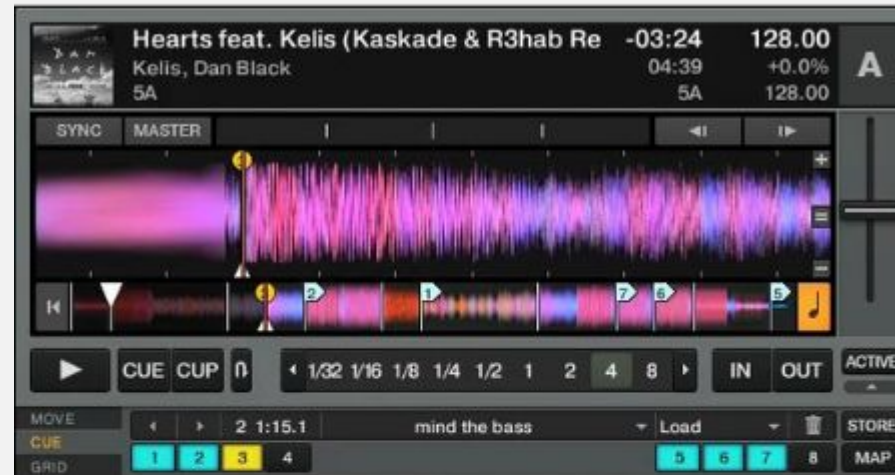 DAN
BLACK
Hearts feat. Kelis (Kaskade & R3hab Re -03:24 128.00
Kelis, Dan Black 04:39 +0.0% A
5A 5A 128.00
SYNC MASTER
2 1 7 6 5
CUE CUP 1/32 1/16 1/8 1/4 1/2 1 2 4 8 IN OUT ACTIVE
MOVE 2 1:15.1 mind the bass Load STORE
CUE 1 2 3 4 5 6 7 8 MAP
GRID